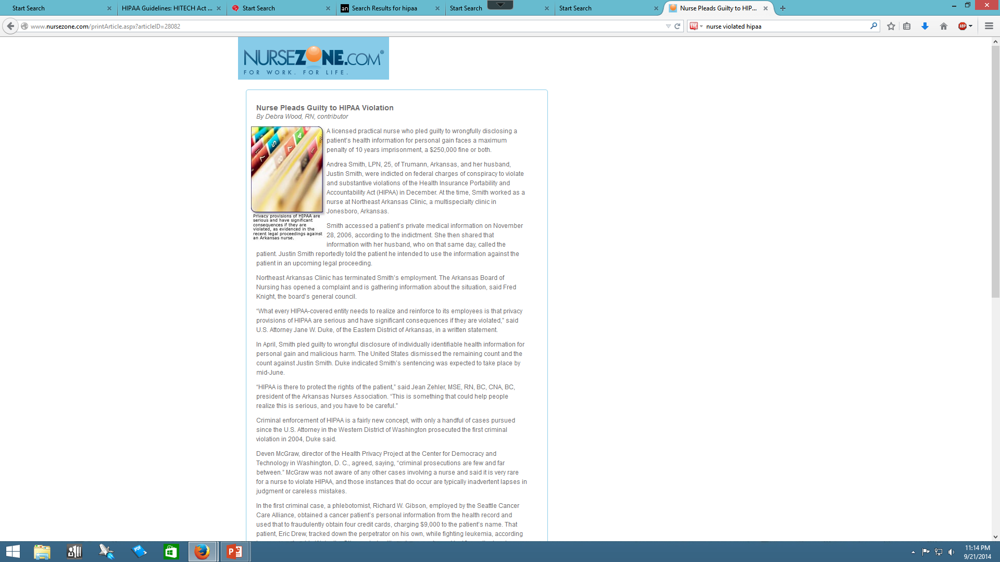 Start Search
HIPAA Guidelines: HITECH Act ...
Start Search
an
Search Results for hipaa
Start Search
Start Search
Nurse Pleads Guilty to HIP...
www.nursezone.com/printArticle.aspx?articleID=28082
nurse violated hipaa
ABP
NURSEZONE.COM®
FOR WORK. FOR LIFE.
Nurse Pleads Guilty to HIPAA Violation
By Debra Wood, RN, contributor
Privacy provisions of HIPAA are
serious and have significant
consequences if they are
violated, as evidenced in the
recent legal proceedings against
an Arkansas nurse.
A licensed practical nurse who pled guilty to wrongfully disclosing a
patient's health information for personal gain faces a maximum
penalty of 10 years imprisonment, a $250,000 fine or both.
Andrea Smith, LPN, 25, of Trumann, Arkansas, and her husband,
Justin Smith, were indicted on federal charges of conspiracy to violate
and substantive violations of the Health Insurance Portability and
Accountability Act (HIPAA) in December. At the time, Smith worked as a
nurse at Northeast Arkansas Clinic, a multispecialty clinic in
Jonesboro, Arkansas.
Smith accessed a patient's private medical information on November
28, 2006, according to the indictment. She then shared that
information with her husband, who on that same day, called the
patient. Justin Smith reportedly told the patient he intended to use the information against the
patient in an upcoming legal proceeding.
Northeast Arkansas Clinic has terminated Smith's employment. The Arkansas Board of
Nursing has opened a complaint and is gathering information about the situation, said Fred
Knight, the board's general council.
“What every HIPAA-covered entity needs to realize and reinforce to its employees is that privacy
provisions of HIPAA are serious and have significant consequences if they are violated,” said
U.S. Attorney Jane W. Duke, of the Eastern District of Arkansas, in a written statement.
In April, Smith pled guilty to wrongful disclosure of individually identifiable health information for
personal gain and malicious harm. The United States dismissed the remaining count and the
count against Justin Smith. Duke indicated Smith's sentencing was expected to take place by
mid-June.
“HIPAA is there to protect the rights of the patient,” said Jean Zehler, MSE, RN, BC, CNA, BC,
president of the Arkansas Nurses Association. “This is something that could help people
realize this is serious, and you have to be careful.”
Criminal enforcement of HIPAA is a fairly new concept, with only a handful of cases pursued
since the U.S. Attorney in the Western District of Washington prosecuted the first criminal
violation in 2004, Duke said.
Deven McGraw, director of the Health Privacy Project at the Center for Democracy and
Technology in Washington, D. C., agreed, saying, “criminal prosecutions are few and far
between.” McGraw was not aware of any other cases involving a nurse and said it is very rare
for a nurse to violate HIPAA, and those instances that do occur are typically inadvertent lapses in
judgment or careless mistakes.
In the first criminal case, a phlebotomist, Richard W. Gibson, employed by the Seattle Cancer
Care Alliance, obtained a cancer patient's personal information from the health record and
used that to fraudulently obtain four credit cards, charging $9,000 to the patient's name. That
patient, Eric Drew, tracked down the perpetrator on his own, while fighting leukemia, according
11:14 PM
9/21/2014